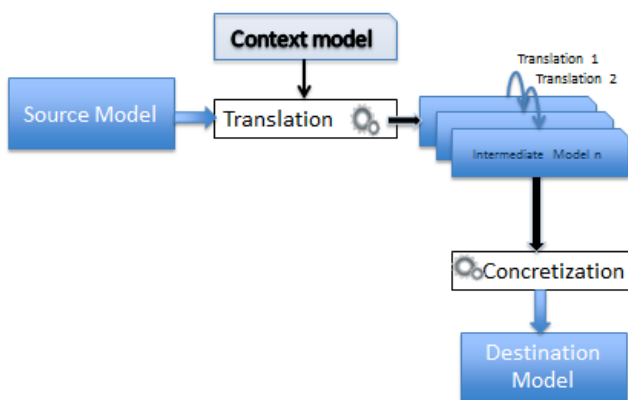 Context model
Translation 1
Translation 2
Source Model
Translation
Intermediate Model n
Concretization
Destination
Model